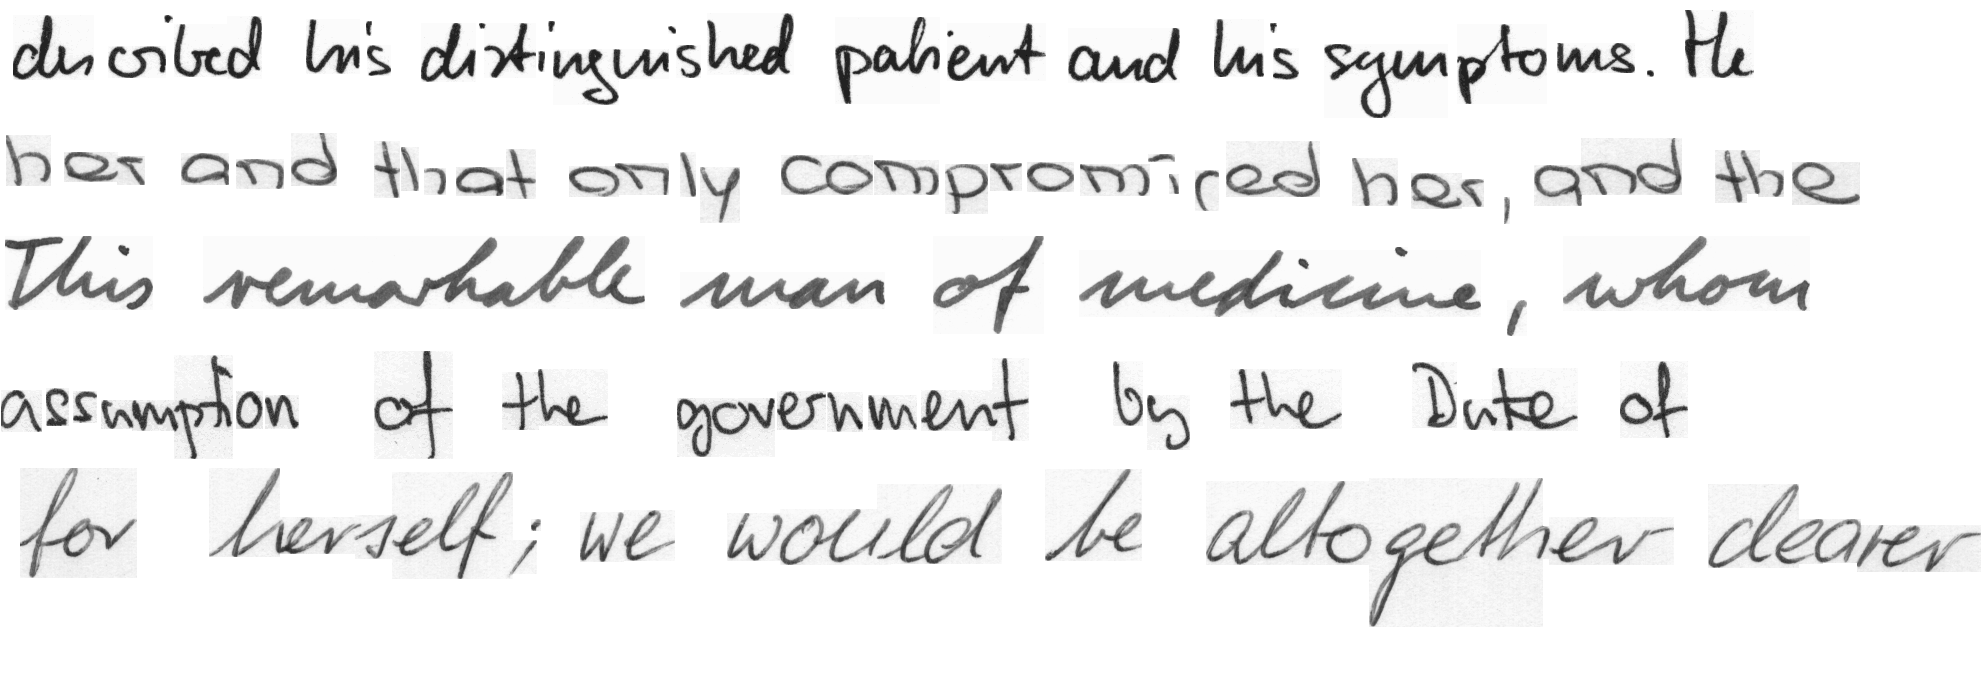 described his distinguished patient and his symptoms. He
her and that only compromised her, and the
This remarkable man of medicine, whom
assumption of the government by the Duke of
for herself; we would be altogether clearer